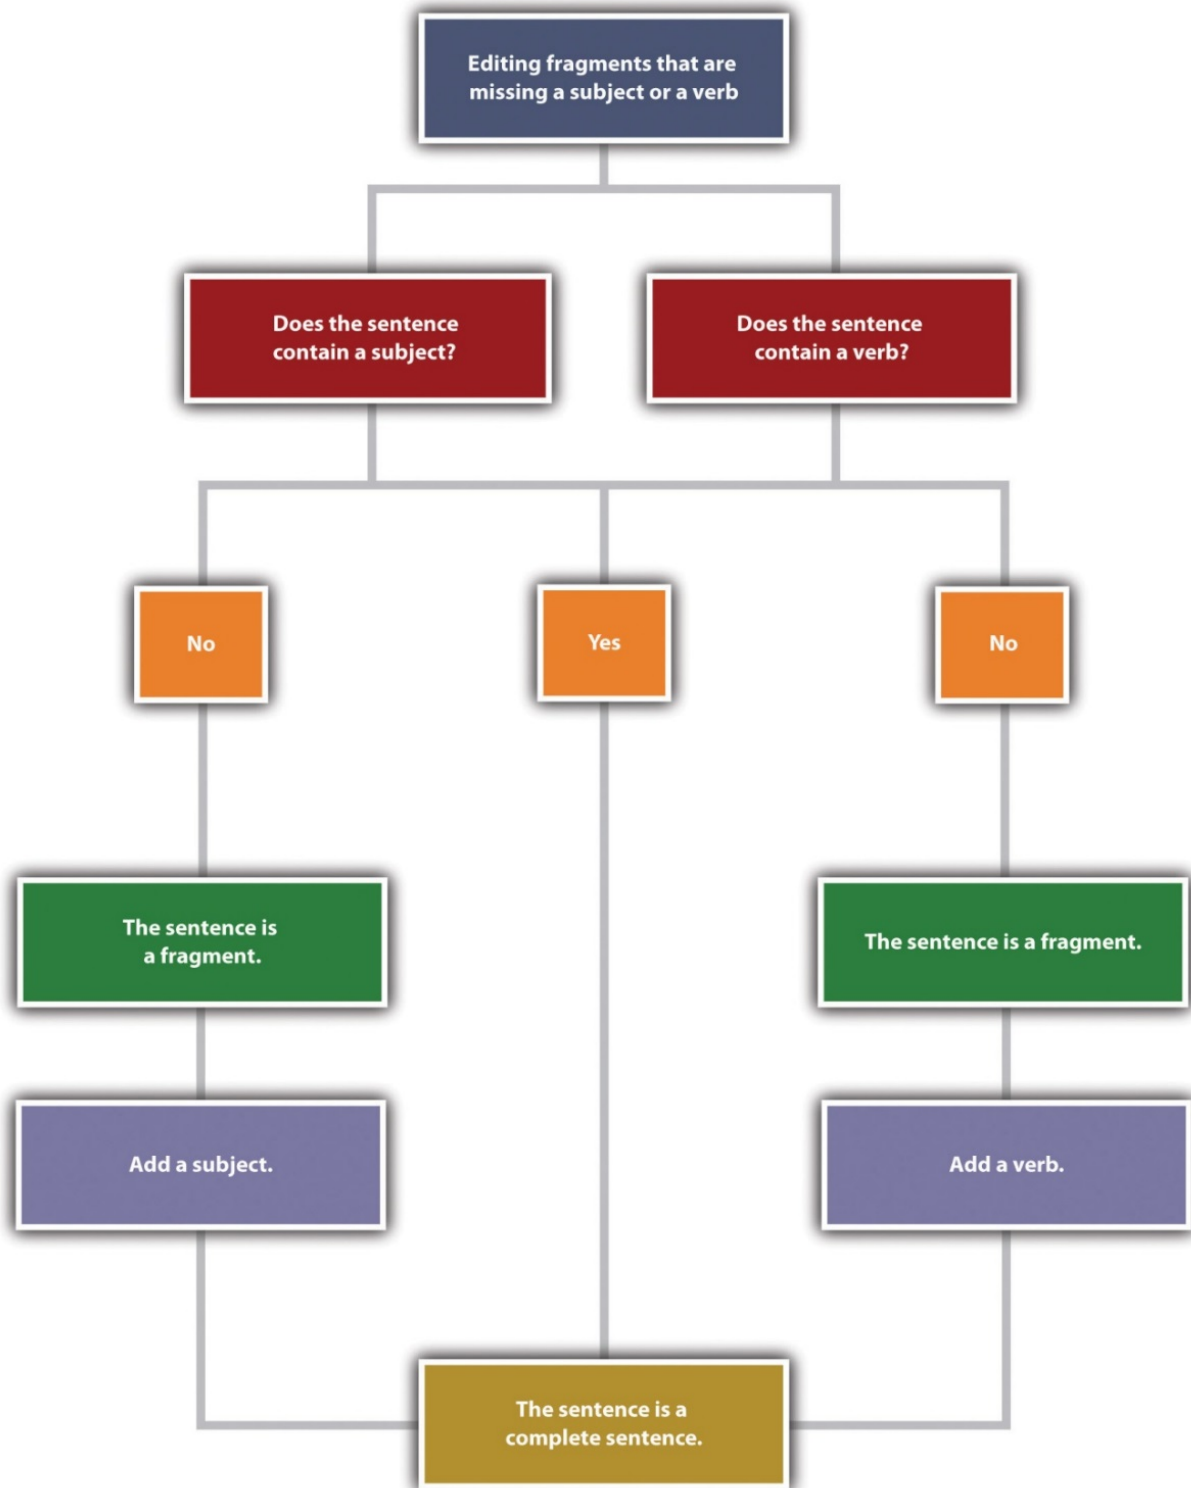 Editing fragments that are
missing a subject or a verb
Does the sentence
contain a subject?
Does the sentence
contain a verb?
No
Yes
No
The sentence is
a fragment.
The sentence is a fragment.
Add a subject.
Add a verb.
The sentence is a
complete sentence.